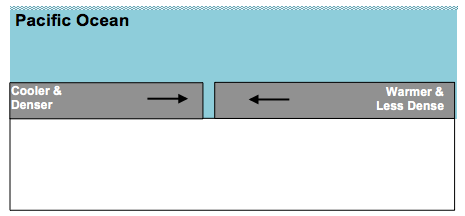 Pacific Ocean
Cooler &
Denser
Warmer &
Less Dense